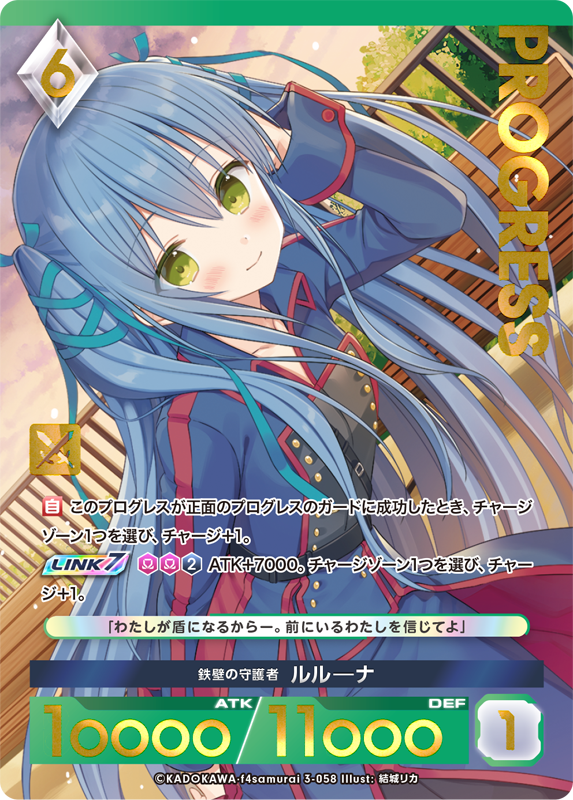 6
PROGRESS
自 このプログレスが正面のプログレスのガードに成功したとき、チャージ
ゾーン1つを選び、チャージ+1。
LINK 7 Ω Ω 2 ATK+7000。チャージゾーン1つを選び、チャー
ジ+1。
「わたしが盾になるからー。前にいるわたしを信じてよ」
鉄壁の守護者 ルルーナ
ATK DEF
10000 11000 1
©KADOKAWA・f4samurai 3-058 Illust: 結城リカ